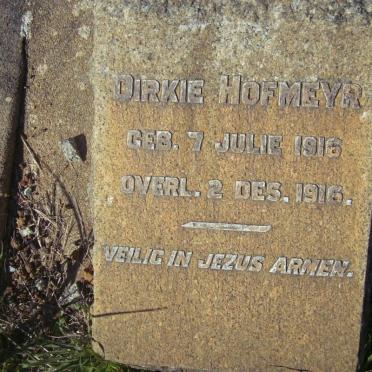 DIRKIE HOFMEYR
GEB. 7 JULIE 1916
OVERL. 2 DES. 1916.
VEILIG IN JEZUS ARMEN.